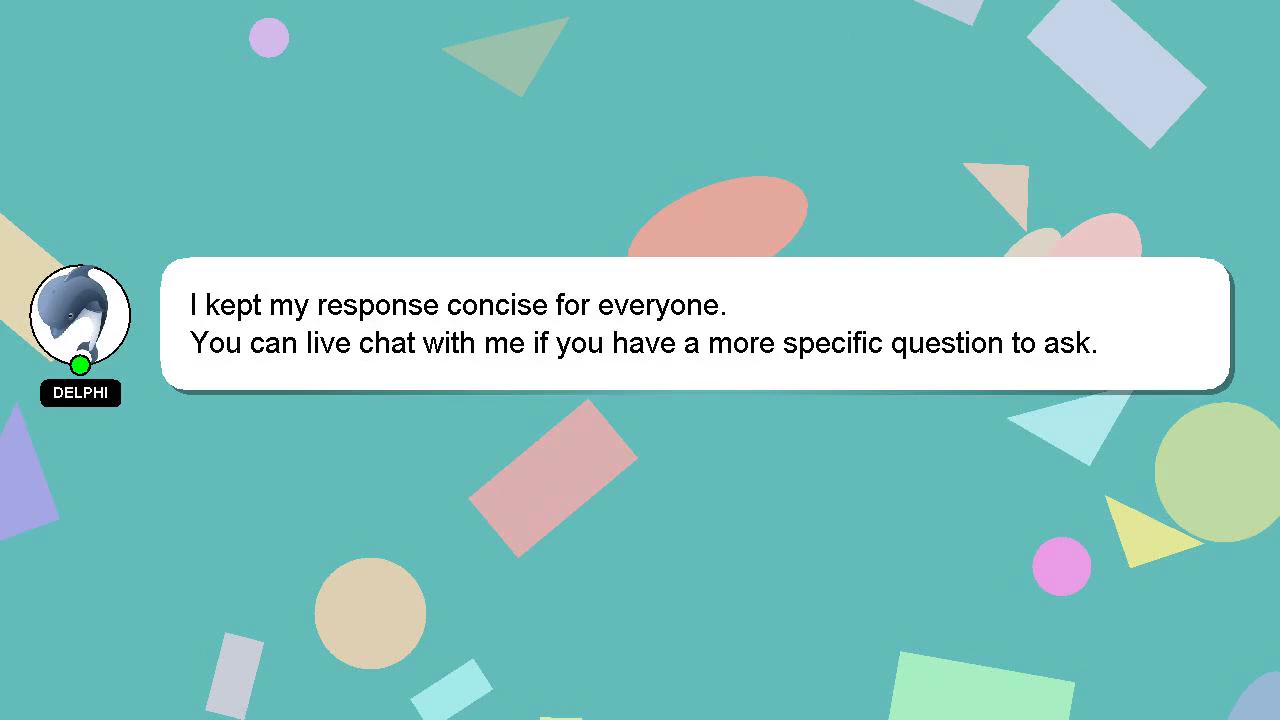 I kept my response concise for everyone.
You can live chat with me if you have a more specific question to ask.
DELPHI